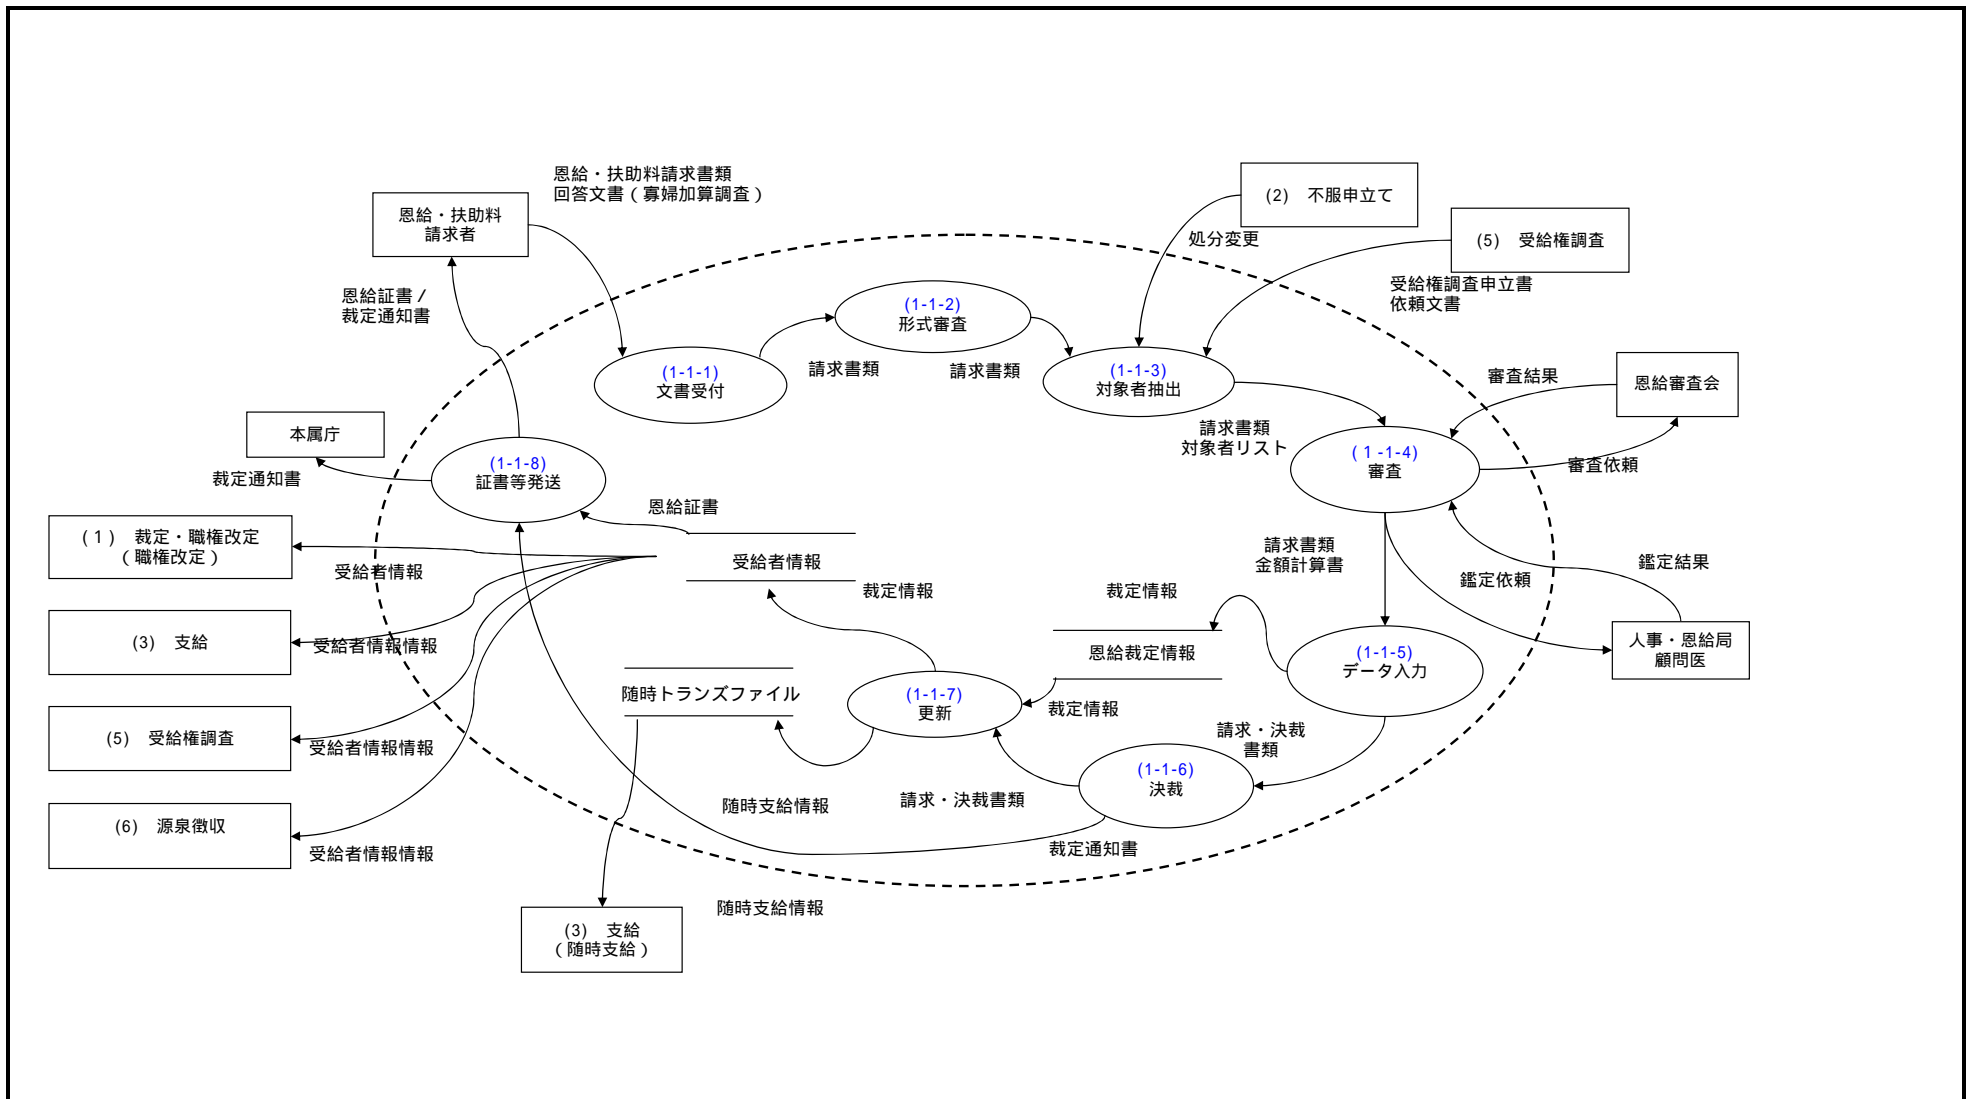 恩給・扶助料請求書類
回答文書(寡婦加算調査)
恩給・扶助料
請求者
(2) 不服申立て
処分変更
(5) 受給権調査
受給権調査申立書
依頼文書
恩給証書/
裁定通知書
(1-1-2)
形式審査
(1-1-1)
文書受付
請求書類
請求書類
(1-1-3)
対象者抽出
審査結果
恩給審査会
請求書類
対象者リスト
(1-1-4)
審査
審査依頼
本属庁
裁定通知書
(1-1-8)
証書等発送
恩給証書
(1) 裁定・職権改定
(職権改定)
受給者情報
受給者情報
裁定情報
裁定情報
請求書類
金額計算書
鑑定依頼
鑑定結果
(3) 支給
受給者情報情報
恩給裁定情報
(1-1-5)
データ入力
人事・恩給局
顧問医
随時トランズファイル
(1-1-7)
更新
裁定情報
(5) 受給権調査
受給者情報情報
請求・決裁
書類
(1-1-6)
決裁
随時支給情報
請求・決裁書類
(6) 源泉徴収
受給者情報情報
裁定通知書
随時支給情報
(3) 支給
(随時支給)